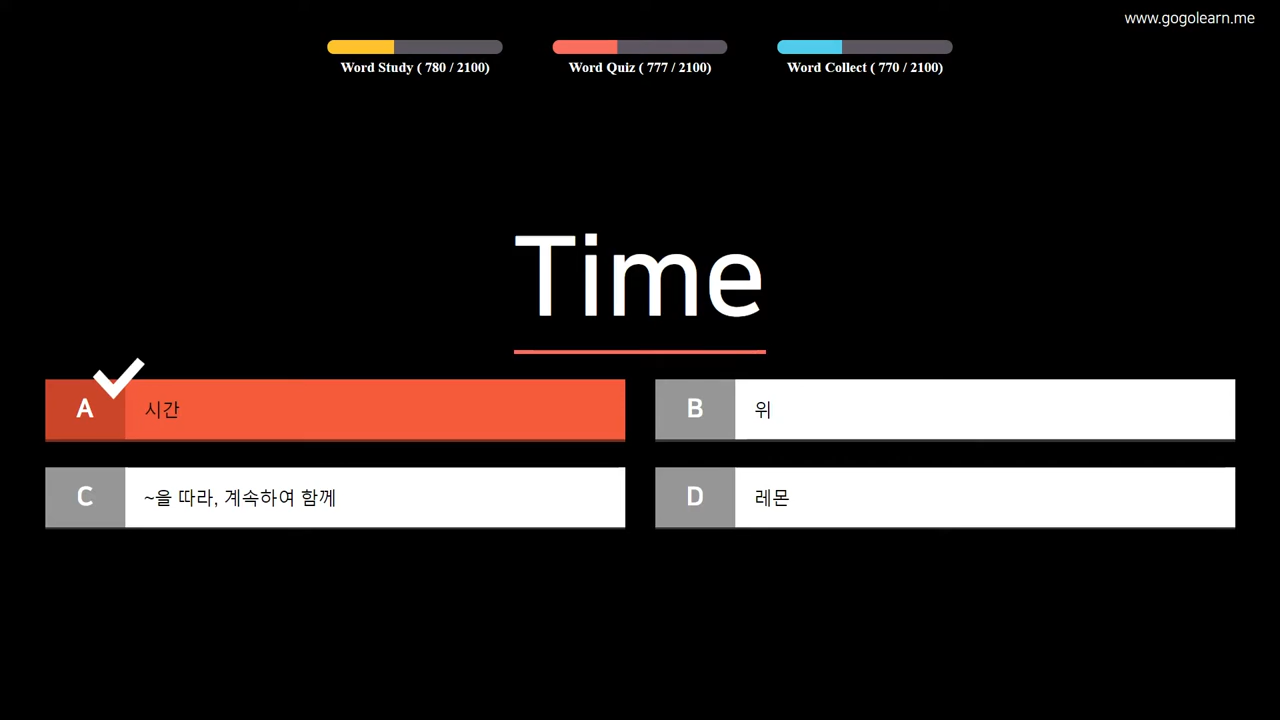 www.gogolearn.me
Word Study ( 780 / 2100)
Word Quiz ( 777 / 2100)
Word Collect ( 770 / 2100)
Time
A 시간
B 위
C ~을 따라, 계속하여 함께
D 레몬